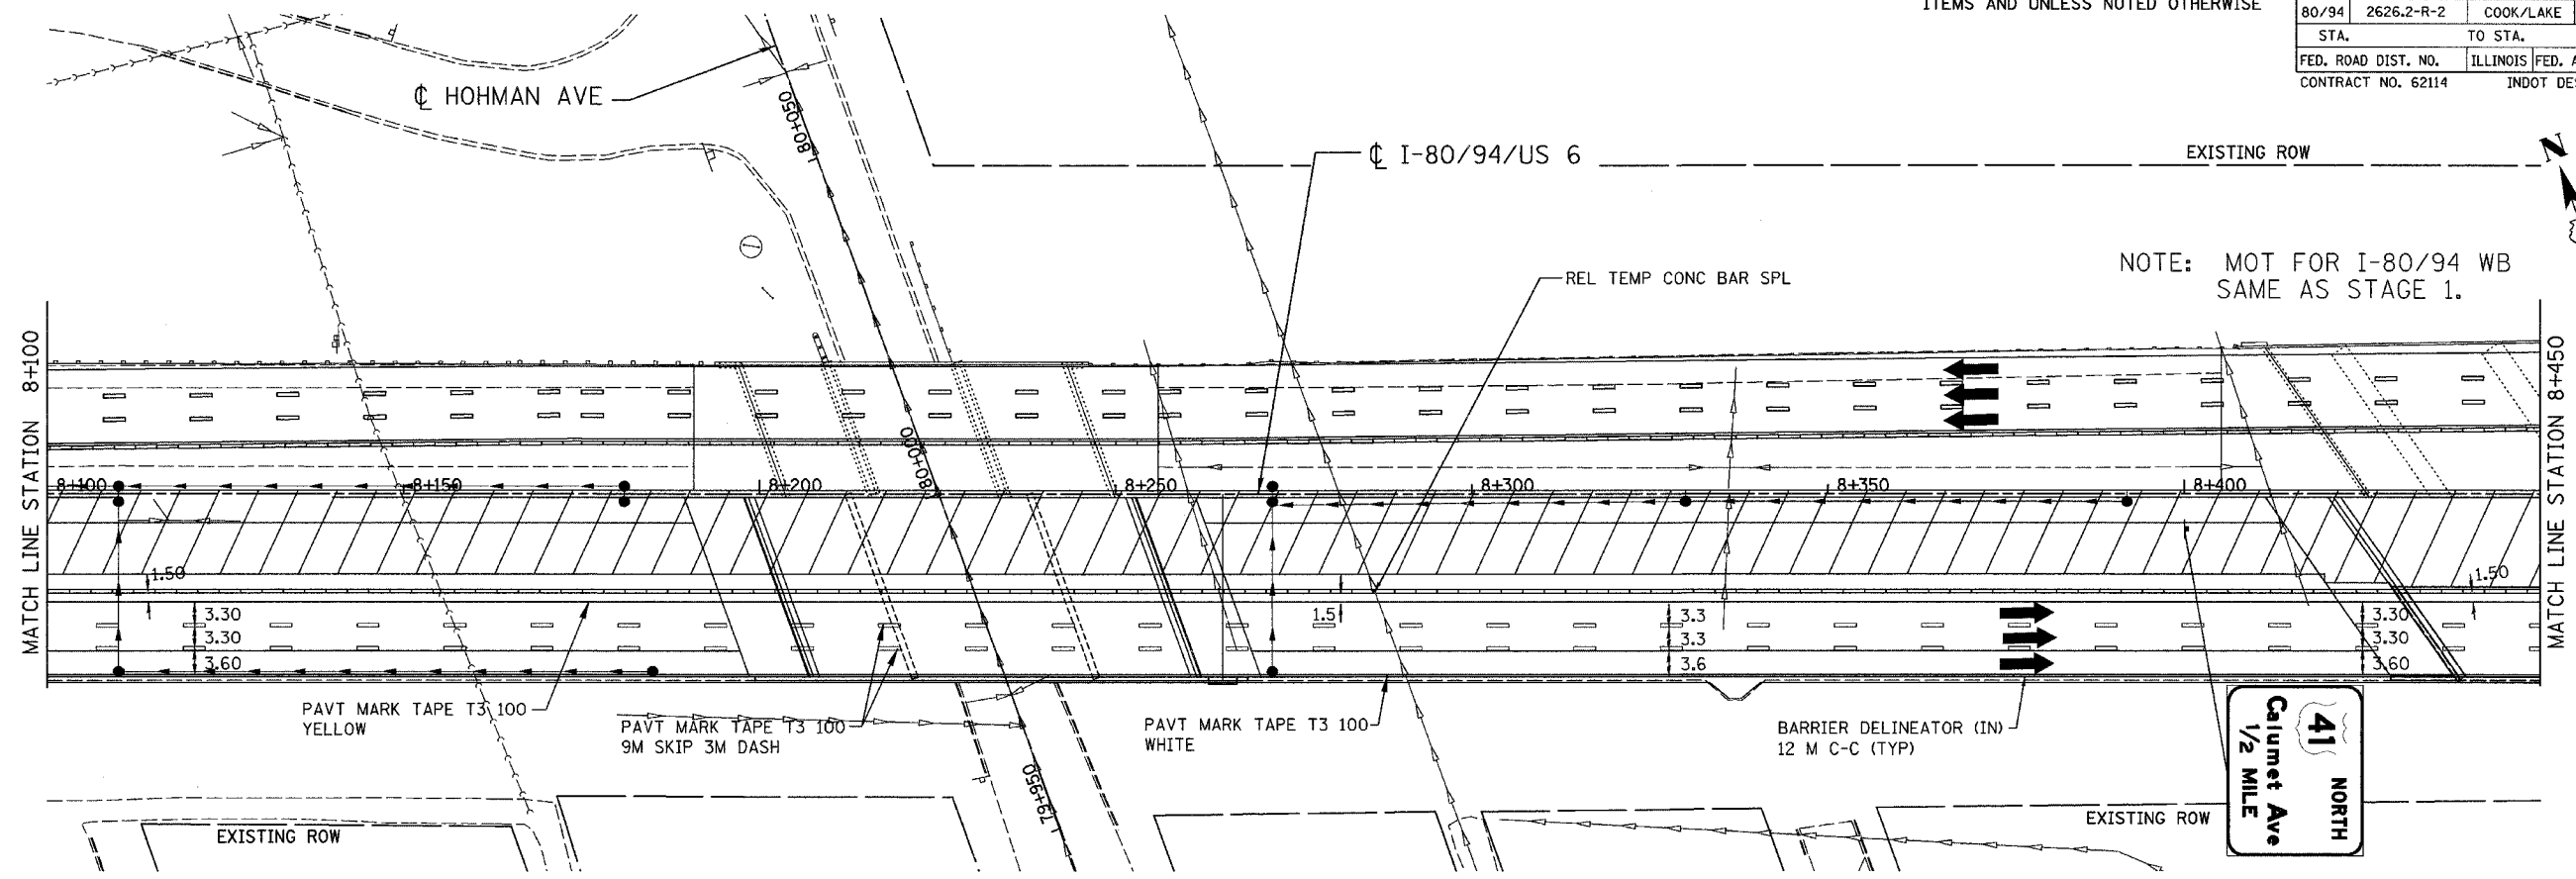 ITEMS AND UNLESS NOTED OTHERWISE
80/94 2626.2-R-2 COOK/LAKE
STA. TO STA.
FED. ROAD DIST. NO. ILLINOIS FED.
CONTRACT NO. 62114 INDOT
℄ HOHMAN AVE
180+050
℄ I-80/94/US 6
EXISTING ROW
N
1
REL TEMP CONC BAR SPL
NOTE: MOT FOR I-80/94 WB
SAME AS STAGE 1.
MATCH LINE STATION 8+100
MATCH LINE STATION 8+450
180+000
8+100 8+150 8+200 8+250 8+300 8+350 8+400
1.50
3.30
3.30
3.60
1.5
3.3
3.3
3.6
1.50
3.30
3.30
3.60
PAVT MARK TAPE T3 100
YELLOW
PAVT MARK TAPE T3 100
9M SKIP 3M DASH
PAVT MARK TAPE T3 100
WHITE
BARRIER DELINEATOR (IN)
12 M C-C (TYP)
179+950
41 NORTH
Calumet Ave
1/2 MILE
EXISTING ROW
EXISTING ROW